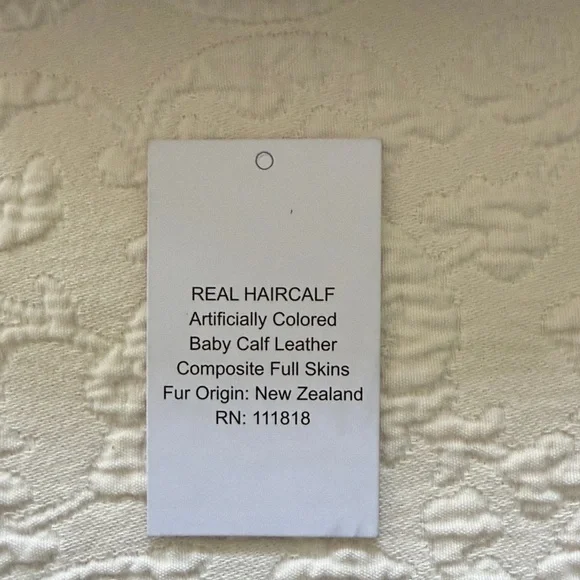 REAL HAIRCALF
Artificially Colored
Baby Calf Leather
Composite Full Skins
Fur Origin: New Zealand
RN: 111818